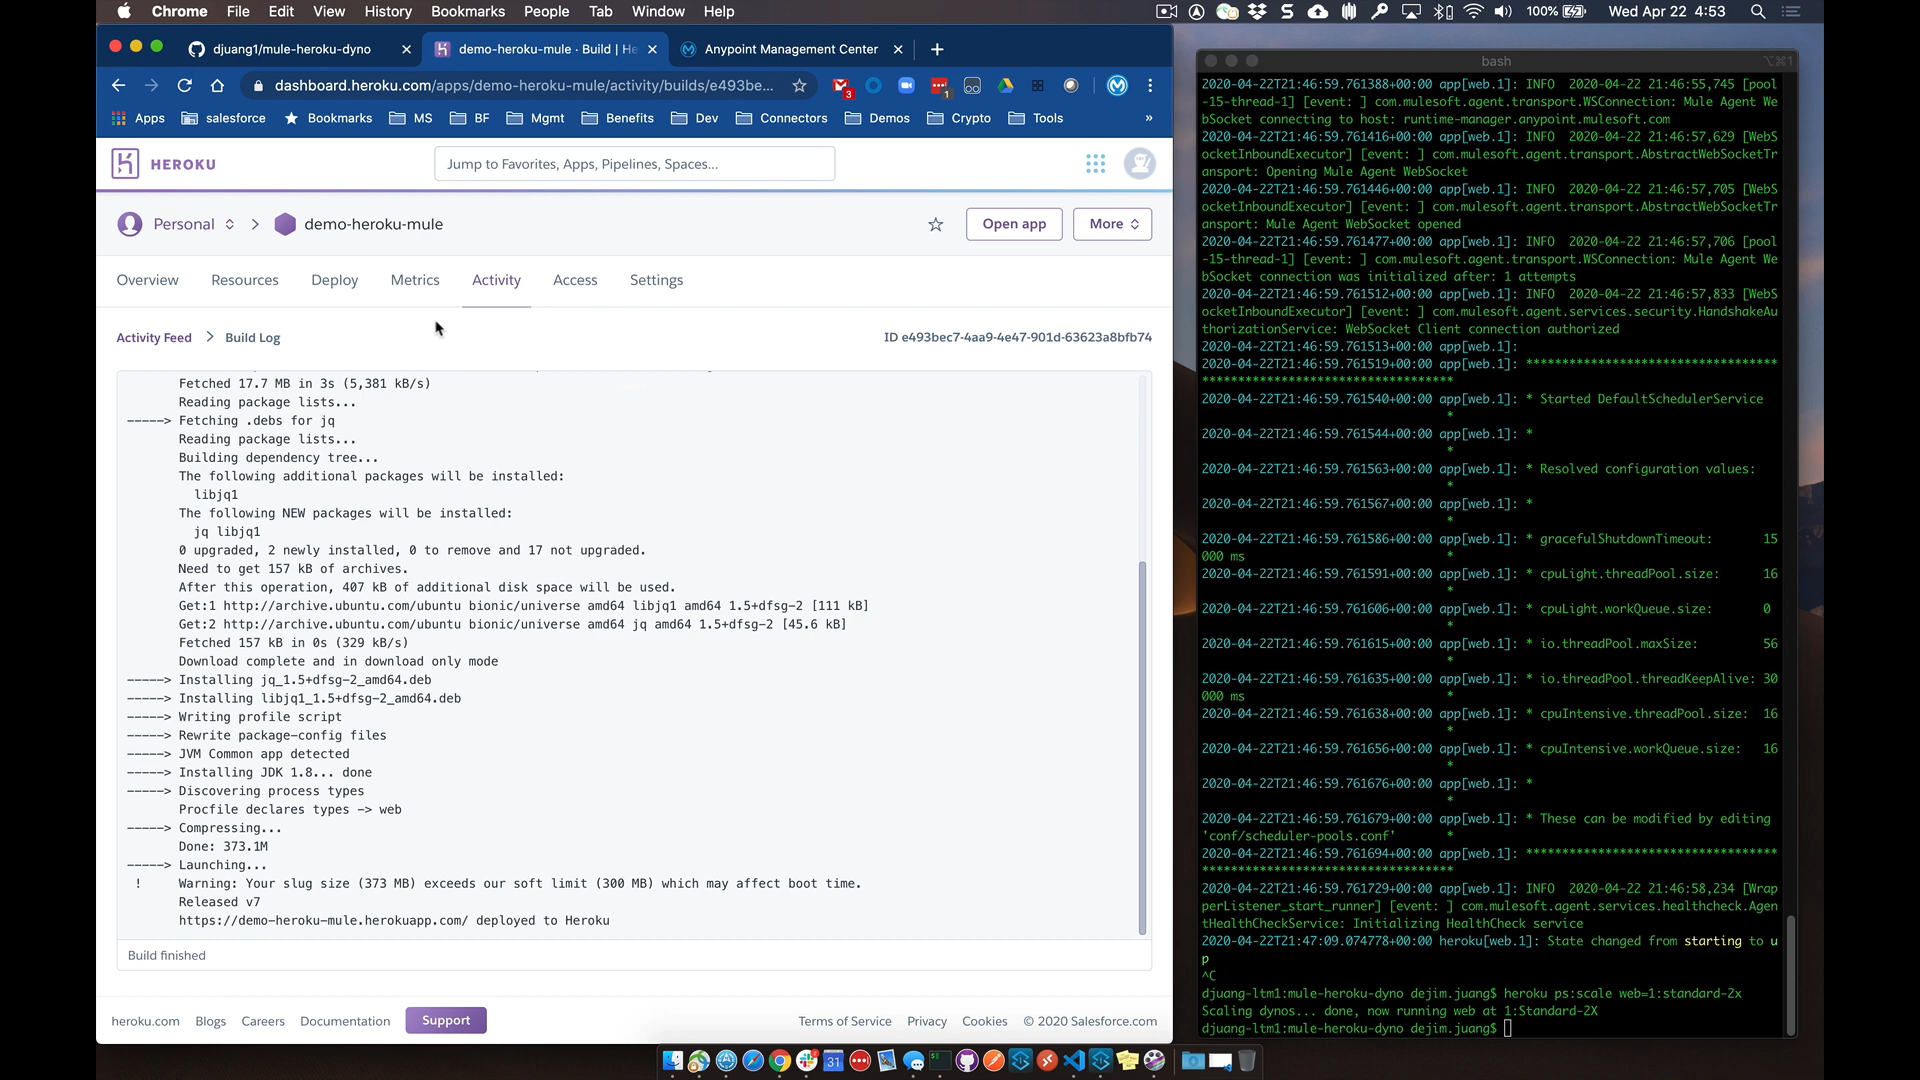 Chrome File Edit View History Bookmarks People Tab Window Help 100% Wed Apr 22 4:53
djuang1/mule-heroku-dyno × demo-heroku-mule · Build | He × Anypoint Management Center × +
dashboard.heroku.com/apps/demo-heroku-mule/activity/builds/e493be...
Apps salesforce Bookmarks MS BF Mgmt Benefits Dev Connectors Demos Crypto Tools »
HEROKU
Jump to Favorites, Apps, Pipelines, Spaces...
Personal > demo-heroku-mule
Open app More
Overview Resources Deploy Metrics Activity Access Settings
Activity Feed > Build Log
ID e493bec7-4aa9-4e47-901d-63623a8bfb74
Fetched 17.7 MB in 3s (5,381 kB/s)
Reading package lists...
-----> Fetching .debs for jq
Reading package lists...
Building dependency tree...
The following additional packages will be installed:
libjq1
The following NEW packages will be installed:
jq libjq1
0 upgraded, 2 newly installed, 0 to remove and 17 not upgraded.
Need to get 157 kB of archives.
After this operation, 407 kB of additional disk space will be used.
Get:1 http://archive.ubuntu.com/ubuntu bionic/universe amd64 libjq1 amd64 1.5+dfsg-2 [111 kB]
Get:2 http://archive.ubuntu.com/ubuntu bionic/universe amd64 jq amd64 1.5+dfsg-2 [45.6 kB]
Fetched 157 kB in 0s (329 kB/s)
Download complete and in download only mode
-----> Installing jq_1.5+dfsg-2_amd64.deb
-----> Installing libjq1_1.5+dfsg-2_amd64.deb
-----> Writing profile script
-----> Rewrite package-config files
-----> JVM Common app detected
-----> Installing JDK 1.8... done
-----> Discovering process types
Procfile declares types -> web
-----> Compressing...
Done: 373.1M
-----> Launching...
! Warning: Your slug size (373 MB) exceeds our soft limit (300 MB) which may affect boot time.
Released v7
https://demo-heroku-mule.herokuapp.com/ deployed to Heroku
Build finished
heroku.com Blogs Careers Documentation Support
Terms of Service Privacy Cookies © 2020 Salesforce.com
bash
⌥⌘1
2020-04-22T21:46:59.761388+00:00 app[web.1]: INFO 2020-04-22 21:46:55,745 [pool
-15-thread-1] [event: ] com.mulesoft.agent.transport.WSConnection: Mule Agent We
bSocket connecting to host: runtime-manager.anypoint.mulesoft.com
2020-04-22T21:46:59.761416+00:00 app[web.1]: INFO 2020-04-22 21:46:57,629 [WebS
ocketInboundExecutor] [event: ] com.mulesoft.agent.transport.AbstractWebSocketTr
ansport: Opening Mule Agent WebSocket
2020-04-22T21:46:59.761446+00:00 app[web.1]: INFO 2020-04-22 21:46:57,705 [WebS
ocketInboundExecutor] [event: ] com.mulesoft.agent.transport.AbstractWebSocketTr
ansport: Mule Agent WebSocket opened
2020-04-22T21:46:59.761477+00:00 app[web.1]: INFO 2020-04-22 21:46:57,706 [pool
-15-thread-1] [event: ] com.mulesoft.agent.transport.WSConnection: Mule Agent We
bSocket connection was initialized after: 1 attempts
2020-04-22T21:46:59.761512+00:00 app[web.1]: INFO 2020-04-22 21:46:57,833 [WebS
ocketInboundExecutor] [event: ] com.mulesoft.agent.services.security.HandshakeAu
thorizationService: WebSocket Client connection authorized
2020-04-22T21:46:59.761513+00:00 app[web.1]:
2020-04-22T21:46:59.761519+00:00 app[web.1]: ***********************************
***********************************
2020-04-22T21:46:59.761540+00:00 app[web.1]: * Started DefaultSchedulerService
*
2020-04-22T21:46:59.761544+00:00 app[web.1]: *
*
2020-04-22T21:46:59.761563+00:00 app[web.1]: * Resolved configuration values:
*
2020-04-22T21:46:59.761567+00:00 app[web.1]: *
*
2020-04-22T21:46:59.761586+00:00 app[web.1]: * gracefulShutdownTimeout: 15
000 ms *
2020-04-22T21:46:59.761591+00:00 app[web.1]: * cpuLight.threadPool.size: 16
*
2020-04-22T21:46:59.761606+00:00 app[web.1]: * cpuLight.workQueue.size: 0
*
2020-04-22T21:46:59.761615+00:00 app[web.1]: * io.threadPool.maxSize: 56
*
2020-04-22T21:46:59.761635+00:00 app[web.1]: * io.threadPool.threadKeepAlive: 30
000 ms *
2020-04-22T21:46:59.761638+00:00 app[web.1]: * cpuIntensive.threadPool.size: 16
*
2020-04-22T21:46:59.761656+00:00 app[web.1]: * cpuIntensive.workQueue.size: 16
*
2020-04-22T21:46:59.761676+00:00 app[web.1]: *
*
2020-04-22T21:46:59.761679+00:00 app[web.1]: * These can be modified by editing
'conf/scheduler-pools.conf' *
2020-04-22T21:46:59.761694+00:00 app[web.1]: ***********************************
***********************************
2020-04-22T21:46:59.761729+00:00 app[web.1]: INFO 2020-04-22 21:46:58,234 [Wrap
perListener_start_runner] [event: ] com.mulesoft.agent.services.healthcheck.Agen
tHealthCheckService: Initializing HealthCheck service
2020-04-22T21:47:09.074778+00:00 heroku[web.1]: State changed from starting to u
p
^C
djuang-ltm1:mule-heroku-dyno dejim.juang$ heroku ps:scale web=1:standard-2x
Scaling dynos... done, now running web at 1:Standard-2X
djuang-ltm1:mule-heroku-dyno dejim.juang$